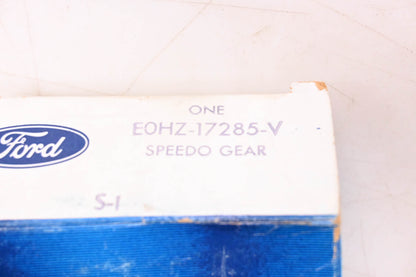 ONE
Ford
E0HZ-17285-V
SPEEDO GEAR
S-1